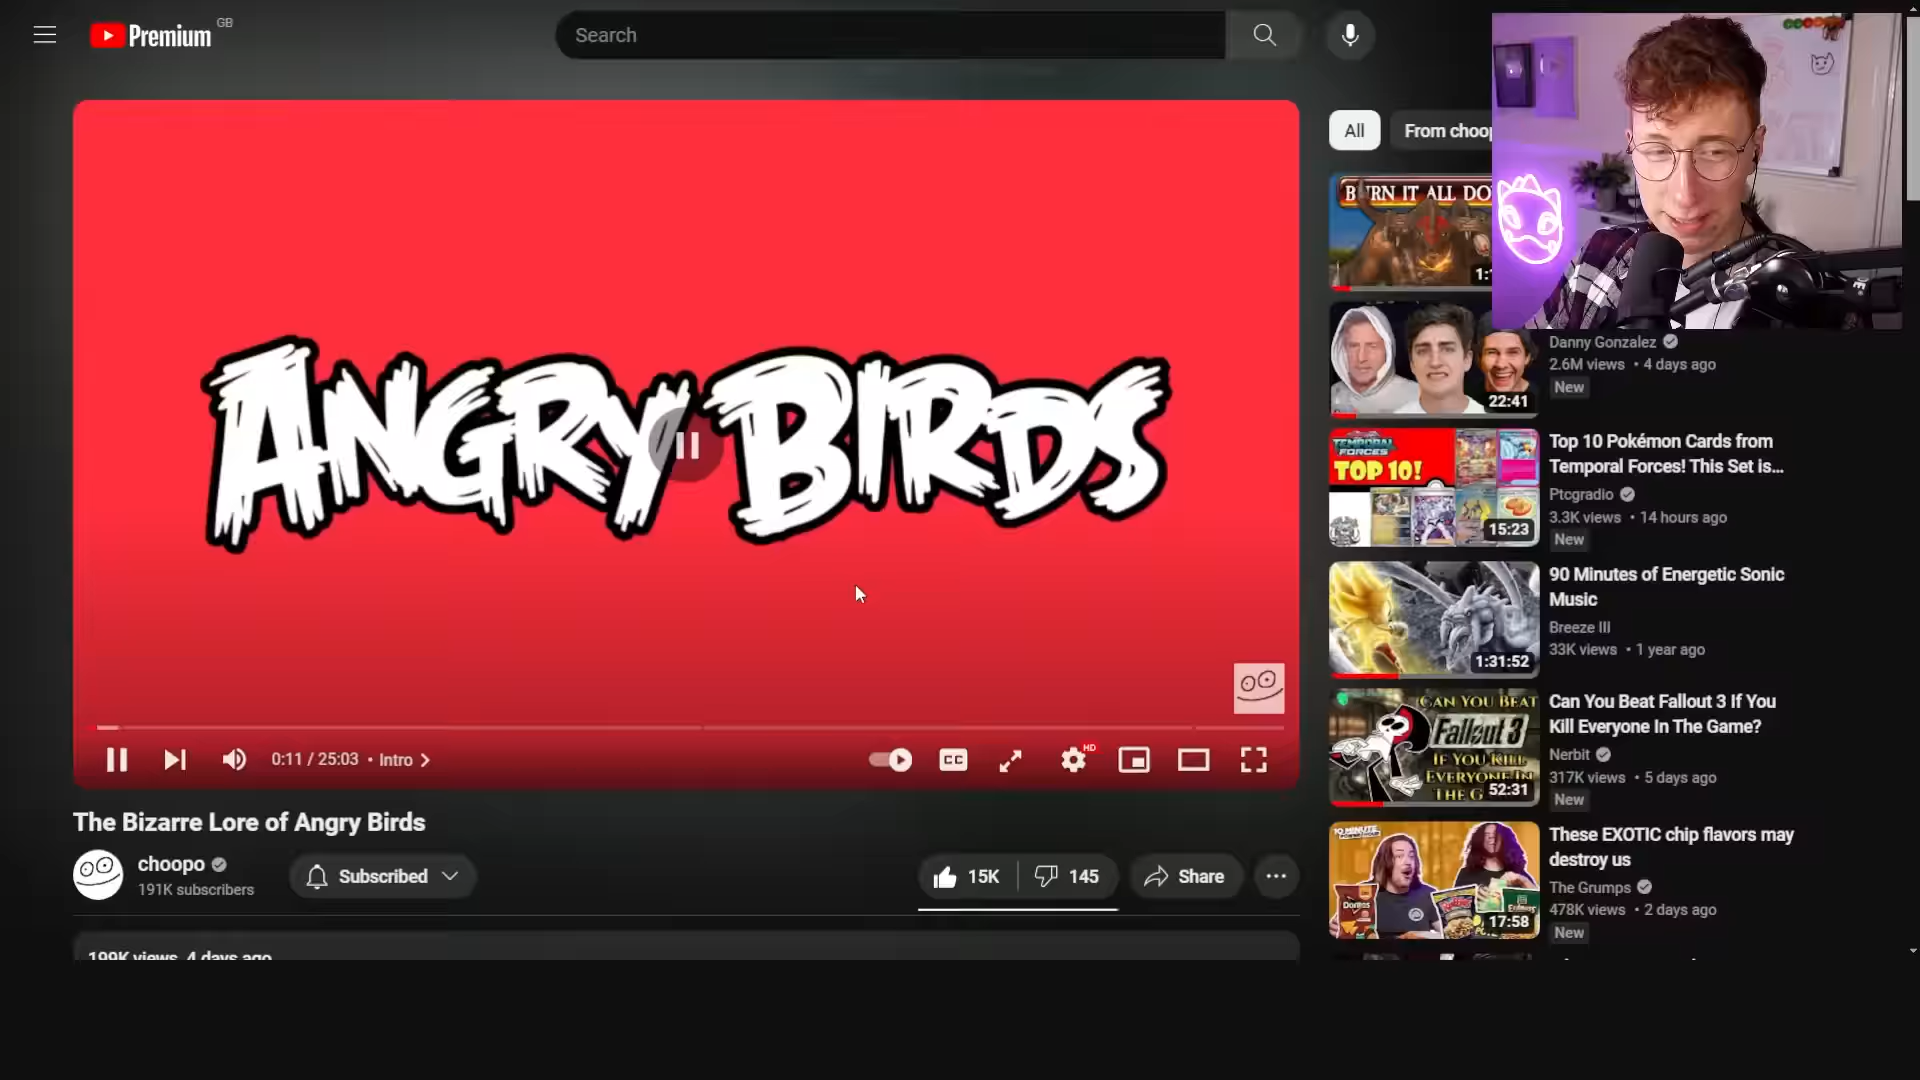 Premium
GB
Search
ANGRY BIRDS
0:11 / 25:03 • Intro
CC
HD
The Bizarre Lore of Angry Birds
choopo
191K subscribers
Subscribed
15K
145
Share
199K views 4 days ago
All
From choop
BURN IT ALL DO
Danny Gonzalez
2.6M views • 4 days ago
New
22:41
TEMPORAL
FORCES
TOP 10!
15:23
Top 10 Pokémon Cards from
Temporal Forces! This Set is...
Ptcgradio
3.3K views • 14 hours ago
New
1:31:52
90 Minutes of Energetic Sonic
Music
Breeze III
33K views • 1 year ago
CAN YOU BEAT
Fallout 3
IF YOU KILL
EVERYONE IN
THE G
52:31
Can You Beat Fallout 3 If You
Kill Everyone In The Game?
Nerbit
317K views • 5 days ago
New
10 MINUTE
Doritos
17:58
These EXOTIC chip flavors may
destroy us
The Grumps
478K views • 2 days ago
New